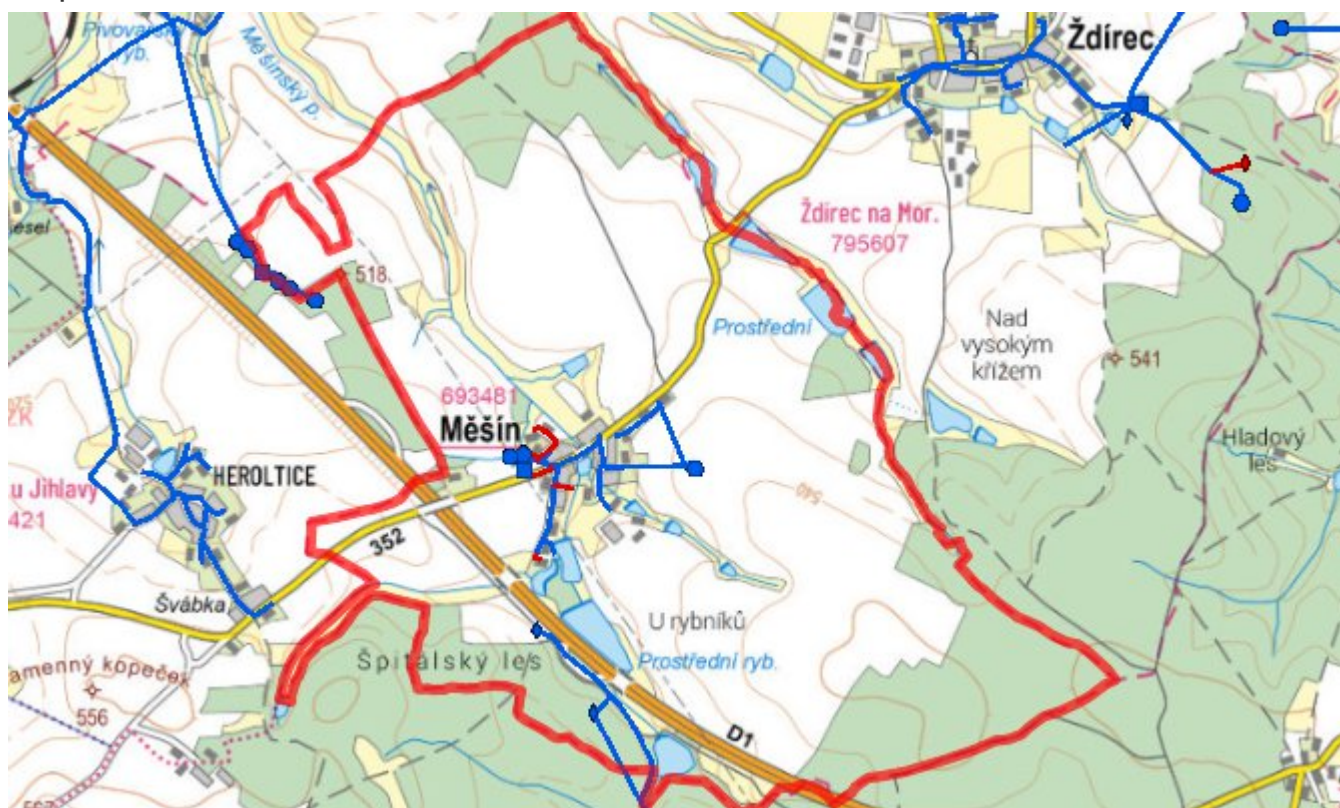 Pivovarský
ryb.
Měšínský p.
Ždírec
Ždírec na Mor.
795607
518
Prostřední
Nad
vysokým
křížem
541
693481
Měšín
Hladový
les
HEROLTICE
u Jihlavy
421
540
352
Švábka
U rybníků
Špitálský les
Prostřední ryb.
amenný kopeček
556
D1